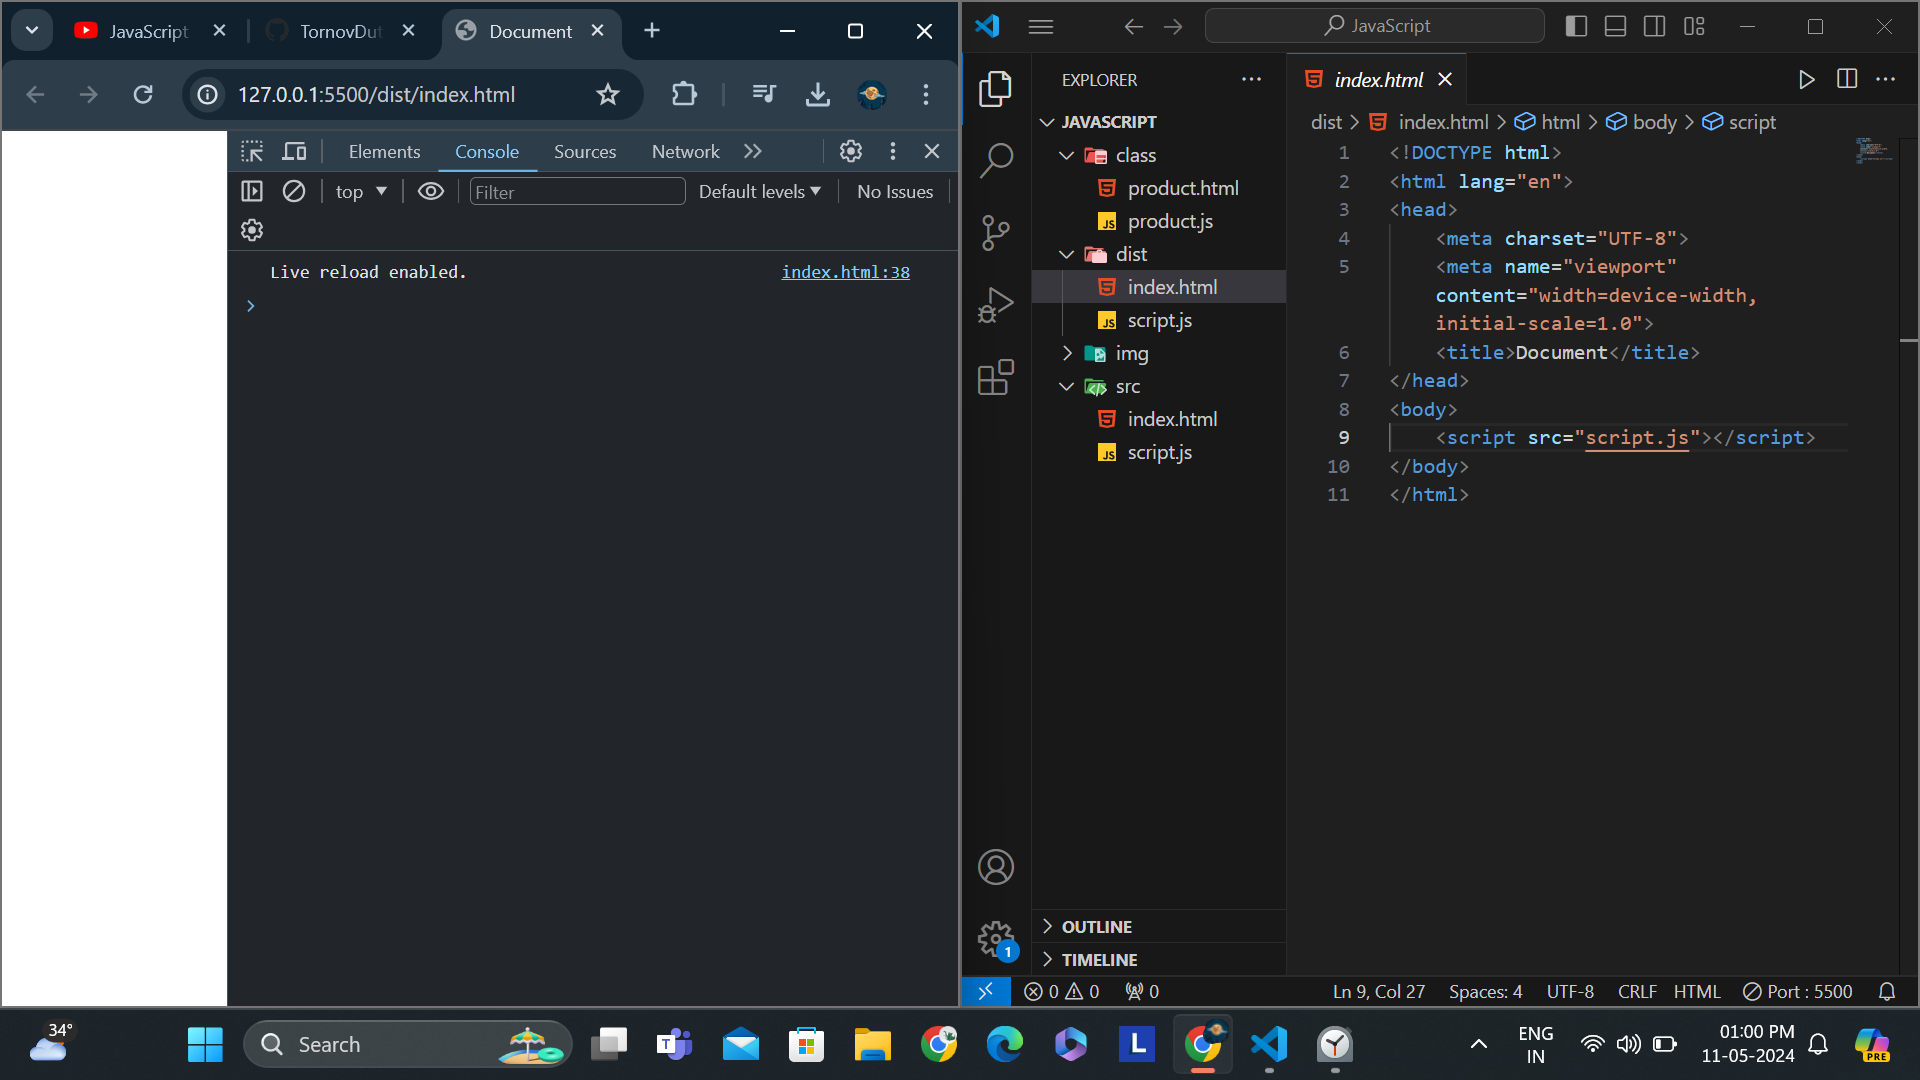 JavaScript
TornovDut
Document
127.0.0.1:5500/dist/index.html
Elements
Console
Sources
Network
top
Filter
Default levels
No Issues
Live reload enabled.
index.html:38
JavaScript
EXPLORER
JAVASCRIPT
class
product.html
JS product.js
dist
index.html
JS script.js
img
src
index.html
JS script.js
OUTLINE
TIMELINE
1
index.html
dist > index.html > html > body > script
1 <!DOCTYPE html>
2 <html lang="en">
3 <head>
4 <meta charset="UTF-8">
5 <meta name="viewport"
content="width=device-width,
initial-scale=1.0">
6 <title>Document</title>
7 </head>
8 <body>
9 <script src="script.js"></script>
10 </body>
11 </html>
0 0 0
Ln 9, Col 27
Spaces: 4
UTF-8
CRLF
HTML
Port : 5500
34°
Search
T
L
ENG
IN
01:00 PM
11-05-2024
PRE